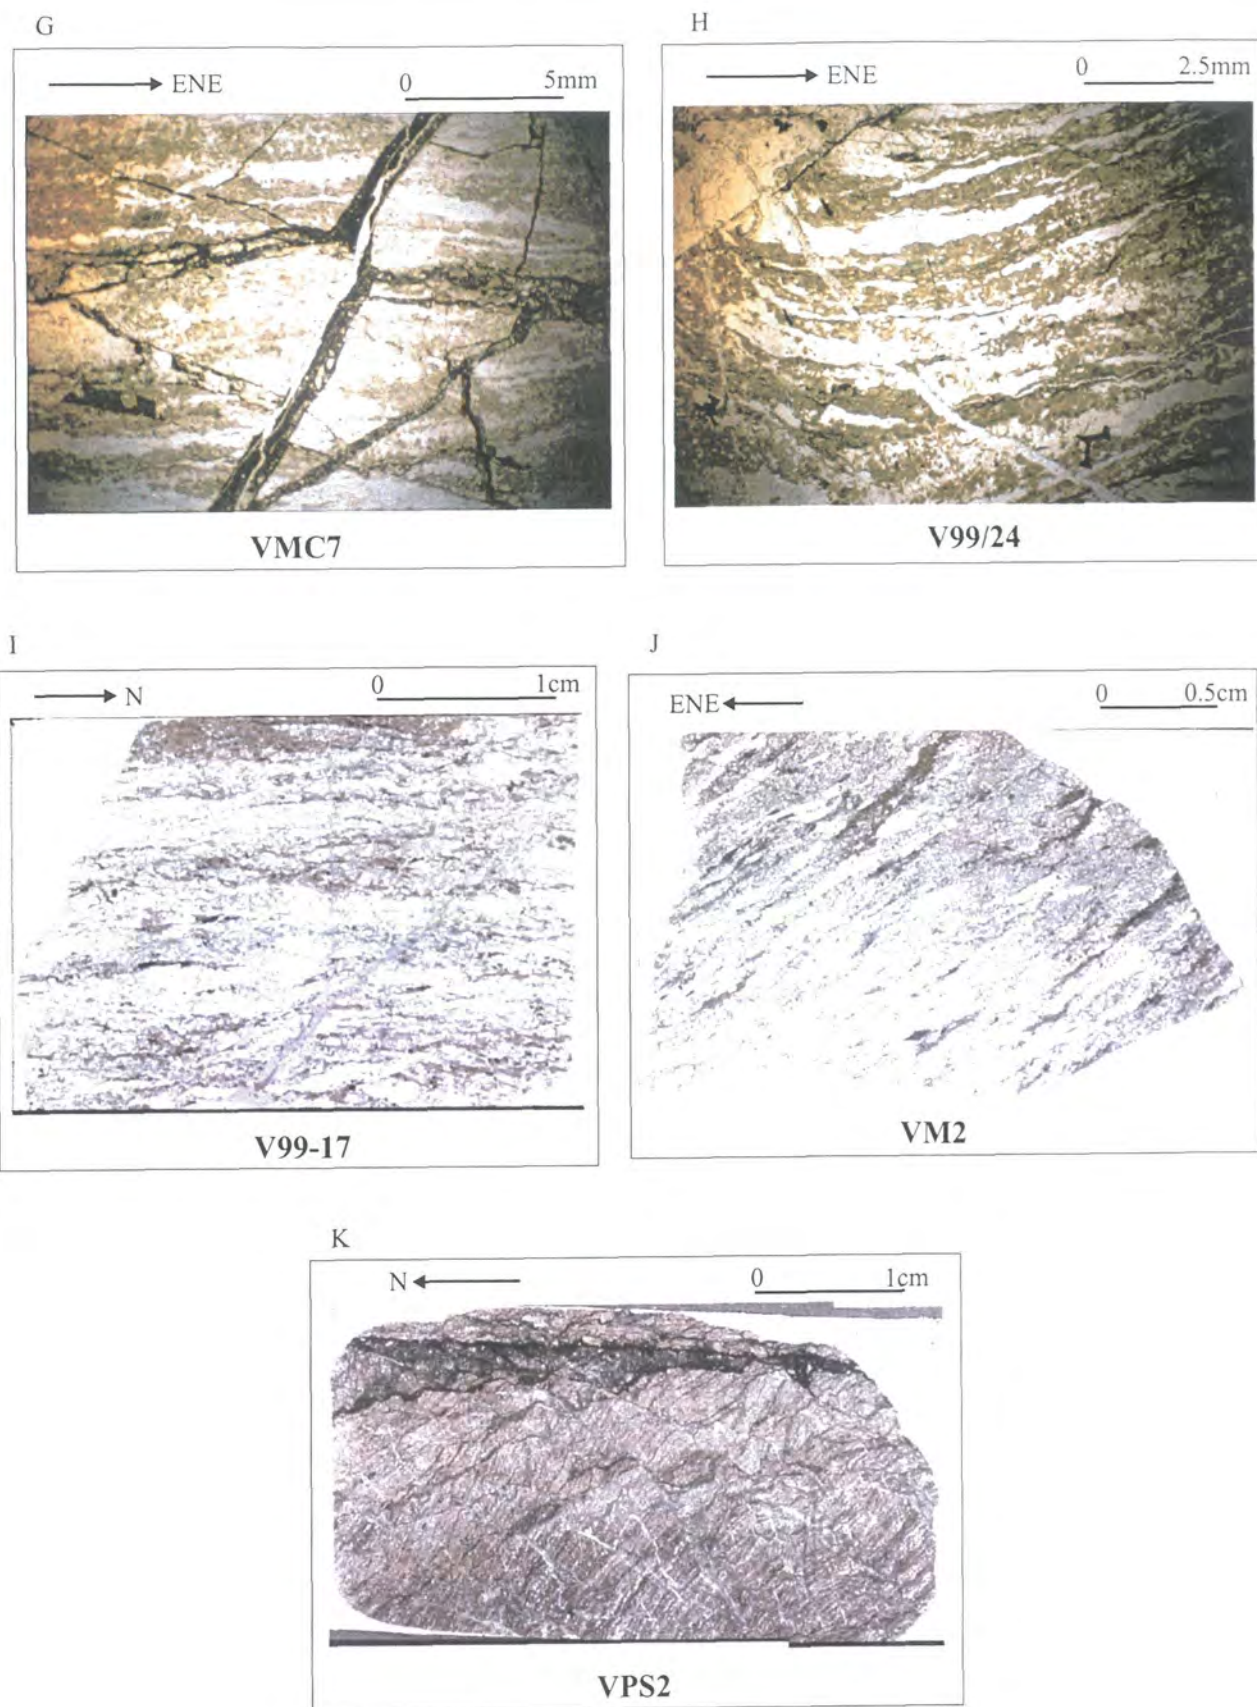 G
ENE 0 5mm
VMC7
H
ENE 0 2.5mm
V99/24
I
N 0 1cm
V99-17
J
ENE 0 0.5cm
VM2
K
N 0 1cm
VPS2